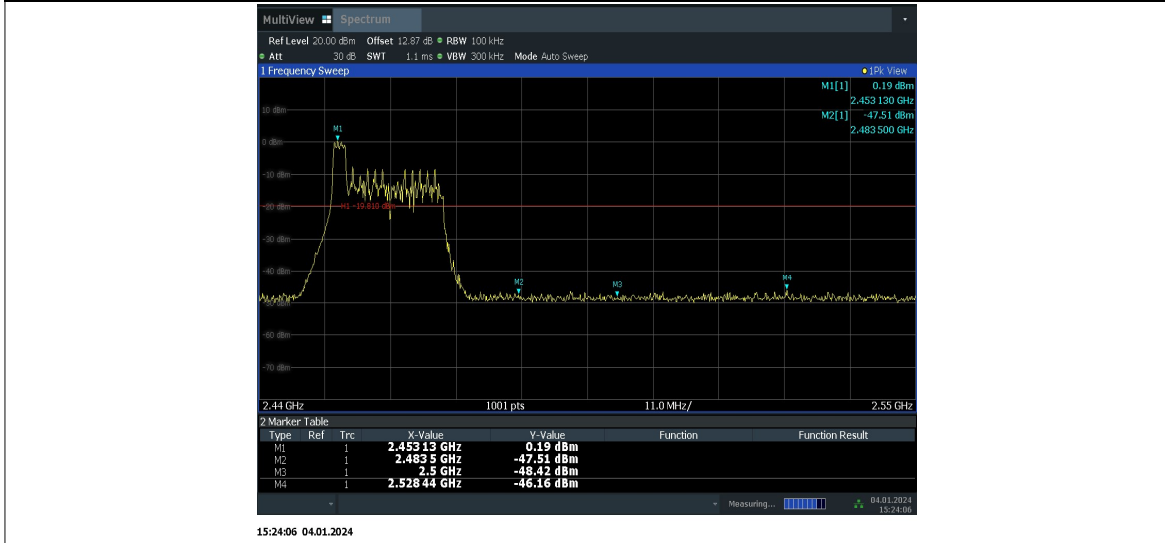 MultiView Spectrum
Ref Level 20.00 dBm Offset 12.87 dB RBW 100 kHz
Att 30 dB SWT 1.1 ms VBW 300 kHz Mode Auto Sweep
1 Frequency Sweep 1Pk View
M1[1] 0.19 dBm
2.453 130 GHz
M2[1] -47.51 dBm
2.483 500 GHz
10 dBm
M1
0 dBm
-10 dBm
-20 dBm M1 -19.810 dBm
-30 dBm
-40 dBm
M2 M3 M4
-50 dBm
-60 dBm
-70 dBm
2.44 GHz 1001 pts 11.0 MHz/ 2.55 GHz
2 Marker Table
Type Ref Trc X-Value Y-Value Function Function Result
M1 1 2.453 13 GHz 0.19 dBm
M2 1 2.483 5 GHz -47.51 dBm
M3 1 2.5 GHz -48.42 dBm
M4 1 2.528 44 GHz -46.16 dBm
Measuring... 04.01.2024
15:24:06
15:24:06 04.01.2024